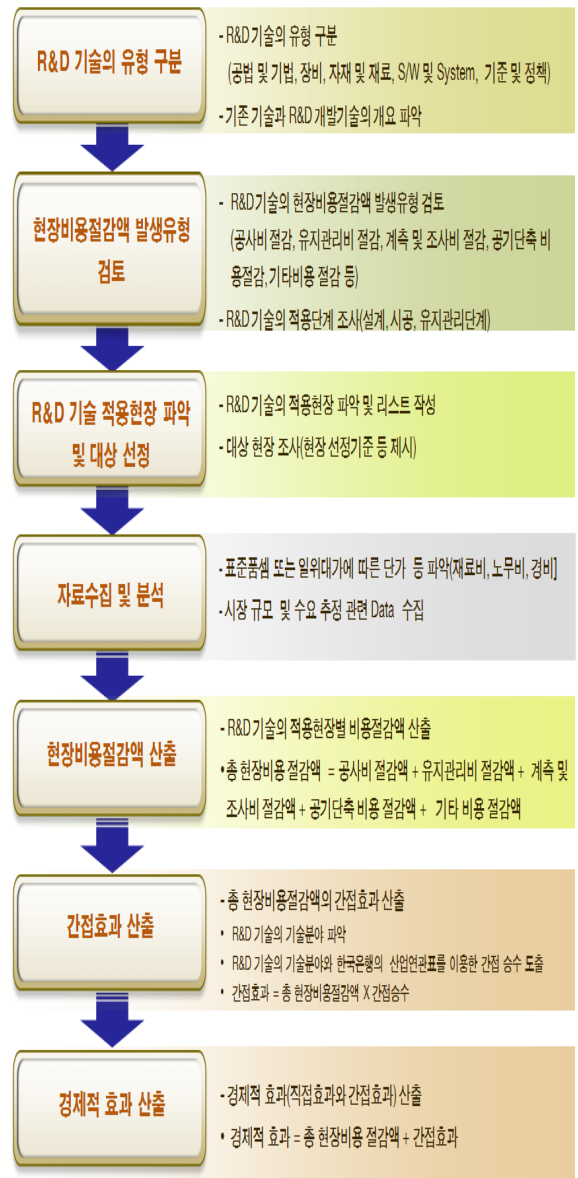 R&D 기술의 유형 구분
- R&D 기술의 유형 구분
(공법 및 기법, 장비, 자재 및 재료, S/W 및 System, 기준 및 정책)
- 기존 기술과 R&D 개발기술의 개요 파악
현장비용절감액 발생유형
검토
- R&D기술의 현장비용절감액 발생유형 검토
(공사비 절감, 유지관리비 절감, 계측 및 조사비 절감, 공기단축 비
용절감, 기타비용 절감 등)
- R&D 기술의 적용단계 조사(설계, 시공, 유지관리단계)
R&D 기술 적용현장 파악
및 대상 선정
- R&D 기술의 적용현장 파악 및 리스트 작성
- 대상 현장 조사(현장 선정기준 등 제시)
자료수집 및 분석
- 표준품셈 또는 일위대가에 따른 단가 등 파악(재료비, 노무비, 경비]
- 시장 규모 및 수요 추정 관련 Data 수집
현장비용절감액 산출
- R&D 기술의 적용현장별 비용절감액 산출
•총 현장비용 절감액 = 공사비 절감액 + 유지관리비 절감액 + 계측 및
조사비 절감액 + 공기단축 비용 절감액 + 기타 비용 절감액
간접효과 산출
- 총 현장비용절감액의 간접효과 산출
• R&D 기술의 기술분야 파악
• R&D 기술의 기술분야와 한국은행의 산업연관표를 이용한 간접 승수 도출
• 간접효과 = 총 현장비용절감액 X 간접승수
경제적 효과 산출
- 경제적 효과(직접효과와 간접효과) 산출
• 경제적 효과 = 총 현장비용 절감액 + 간접효과